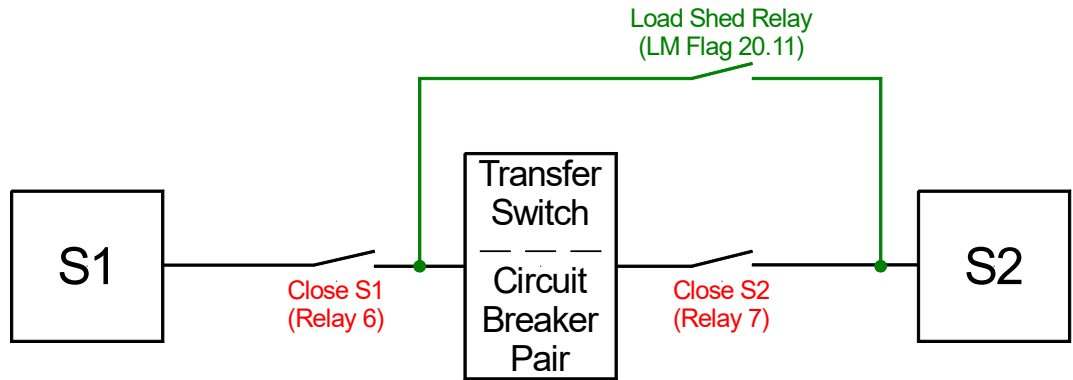 Load Shed Relay
(LM Flag 20.11)
Transfer
Switch
S1
S2
Circuit
Breaker
Pair
Close S1
(Relay 6)
Close S2
(Relay 7)